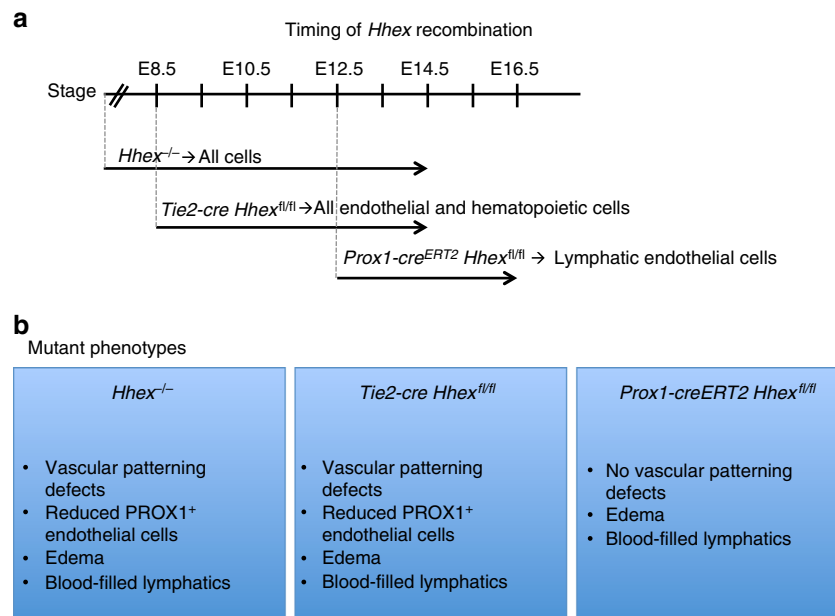 a
Timing of Hhex recombination
E8.5 E10.5 E12.5 E14.5 E16.5
Stage
Hhex–/– → All cells
Tie2-cre Hhexfl/fl → All endothelial and hematopoietic cells
Prox1-creERT2 Hhexfl/fl → Lymphatic endothelial cells
b
Mutant phenotypes
Hhex–/–
• Vascular patterning
defects
• Reduced PROX1+
endothelial cells
• Edema
• Blood-filled lymphatics
Tie2-cre Hhexfl/fl
• Vascular patterning
defects
• Reduced PROX1+
endothelial cells
• Edema
• Blood-filled lymphatics
Prox1-creERT2 Hhexfl/fl
• No vascular patterning
defects
• Edema
• Blood-filled lymphatics